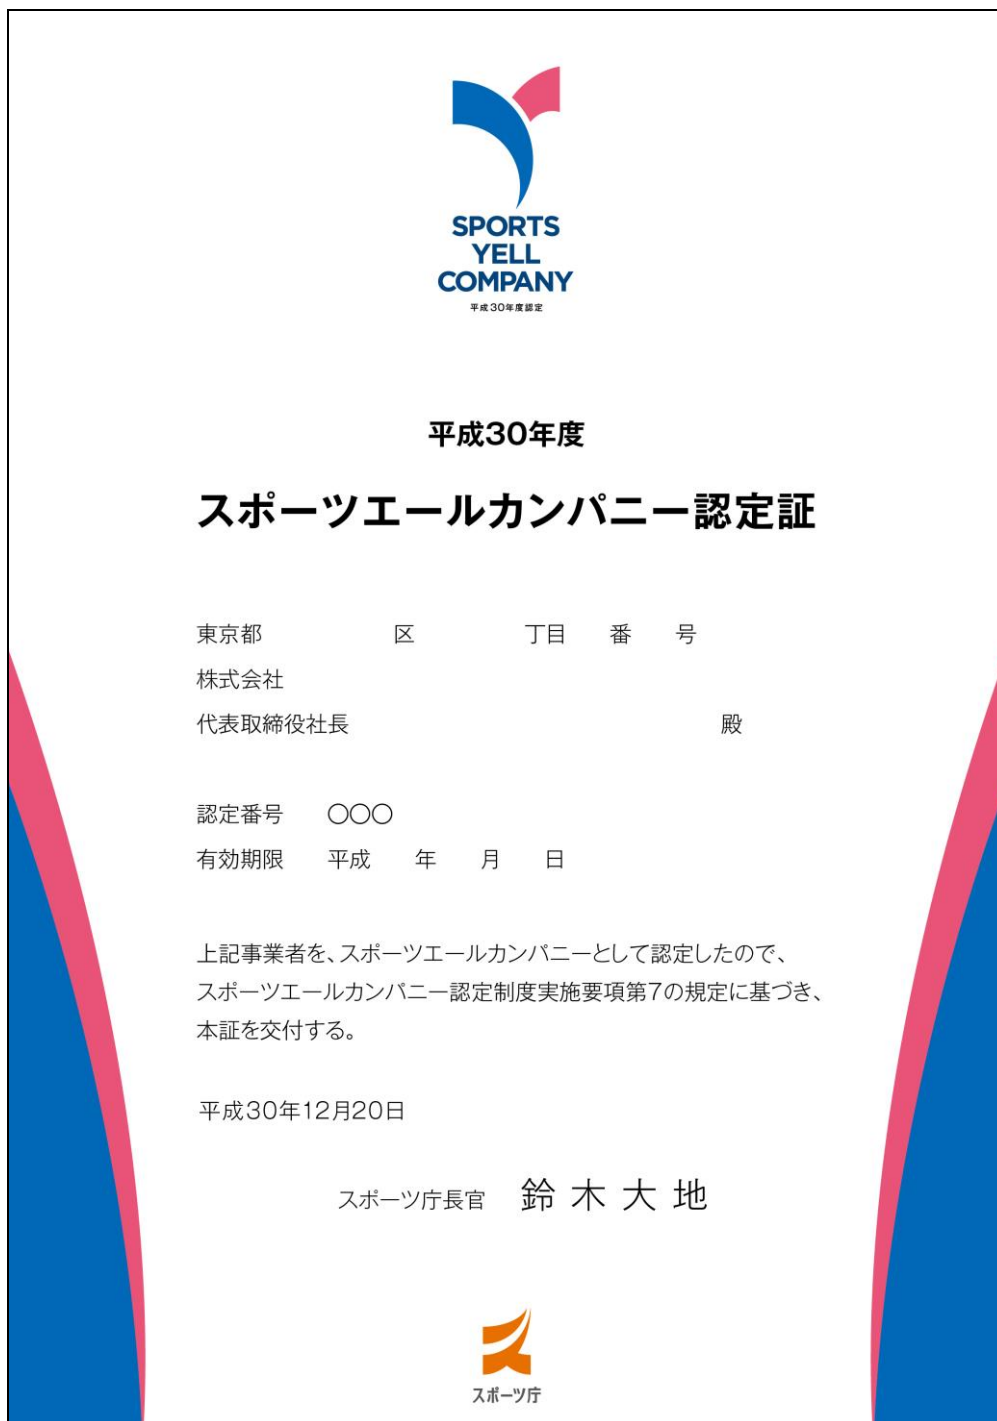 SPORTS
YELL
COMPANY
平成30年度認定
平成30年度
スポーツエールカンパニー認定証
東京都　　　　　　区　　　　　丁目　　番　　号
株式会社
代表取締役社長　　　　　　　　　　　　　　　　　殿
認定番号　　〇〇〇
有効期限　　平成　　年　　月　　日
上記事業者を、スポーツエールカンパニーとして認定したので、
スポーツエールカンパニー認定制度実施要項第7の規定に基づき、
本証を交付する。
平成30年12月20日
スポーツ庁長官　鈴木大地
スポーツ庁